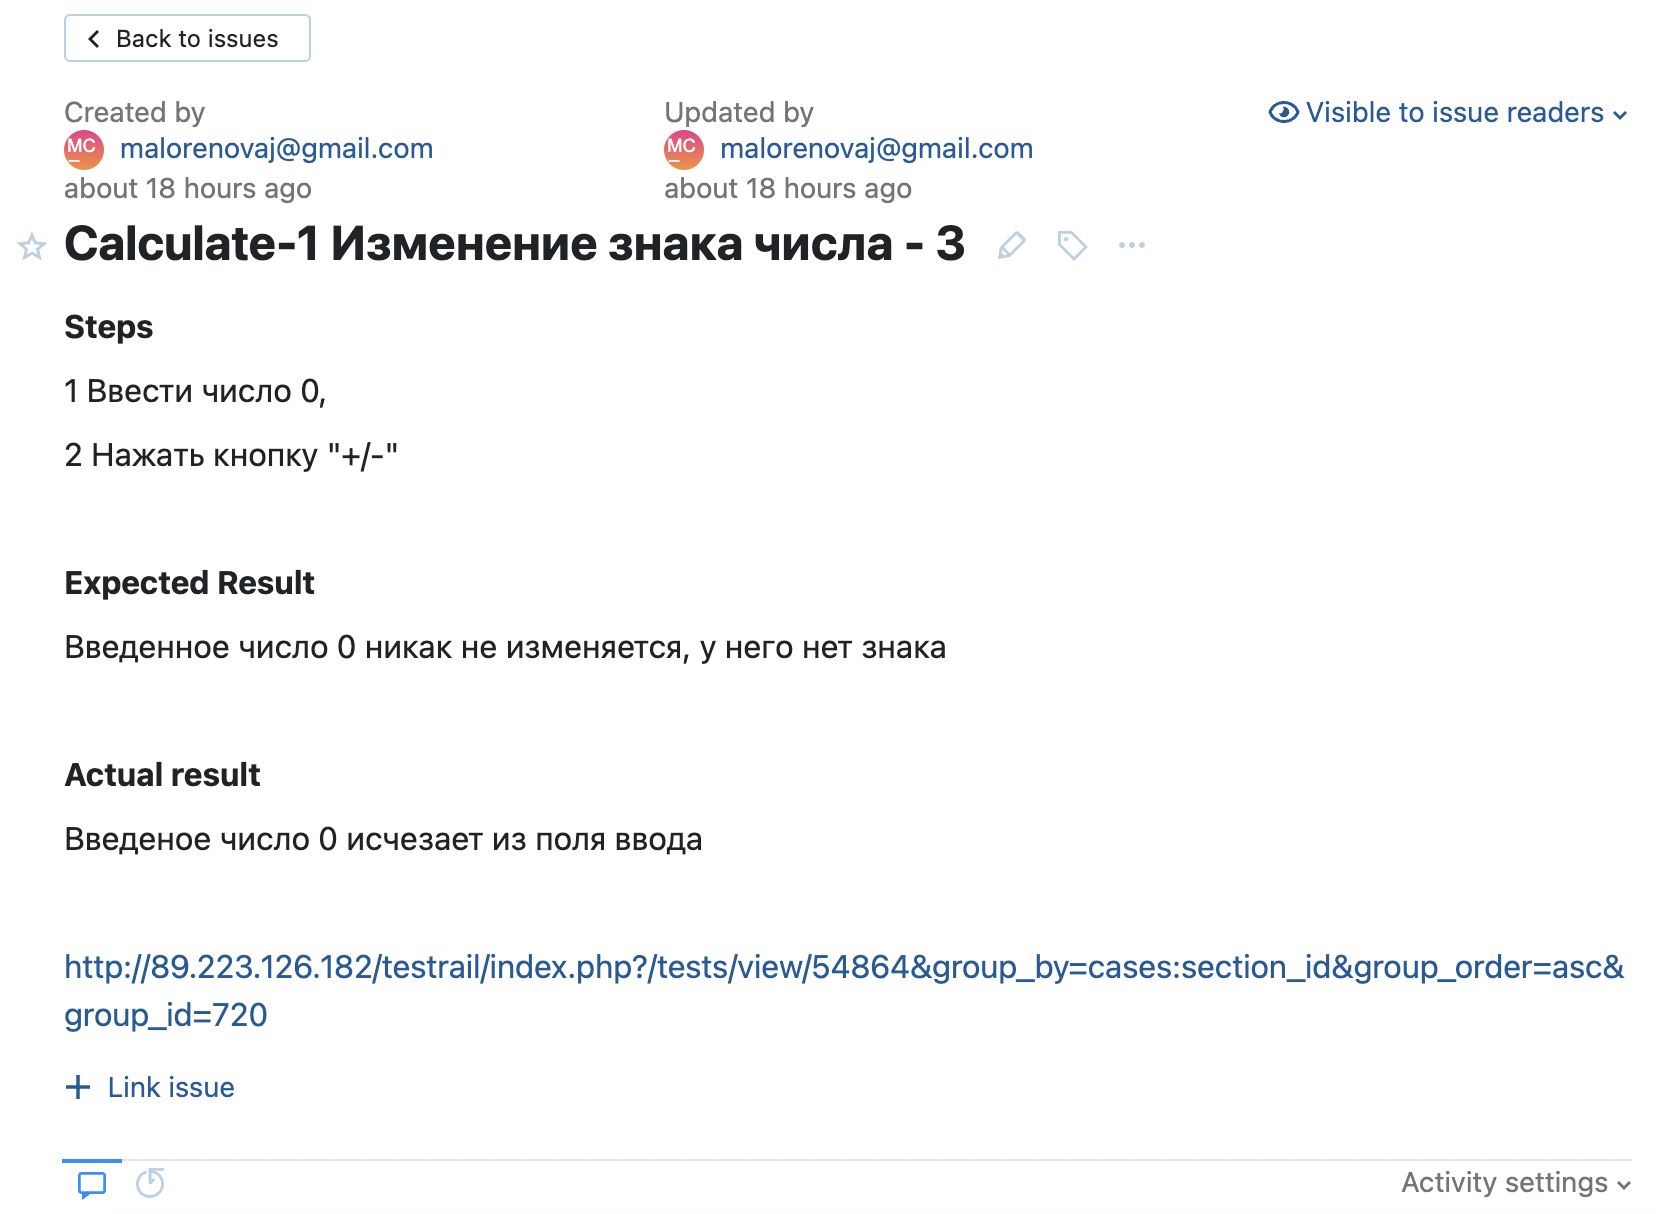 Back to issues
Created by
Updated by
Visible to issue readers
MC
malorenovaj@gmail.com
MC
malorenovaj@gmail.com
about 18 hours ago
about 18 hours ago
Calculate-1 Изменение знака числа - 3
Steps
1 Ввести число 0,
2 Нажать кнопку "+/-"
Expected Result
Введенное число 0 никак не изменяется, у него нет знака
Actual result
Введеное число 0 исчезает из поля ввода
http://89.223.126.182/testrail/index.php?/tests/view/54864&group_by=cases:section_id&group_order=asc&
group_id=720
+ Link issue
Activity settings